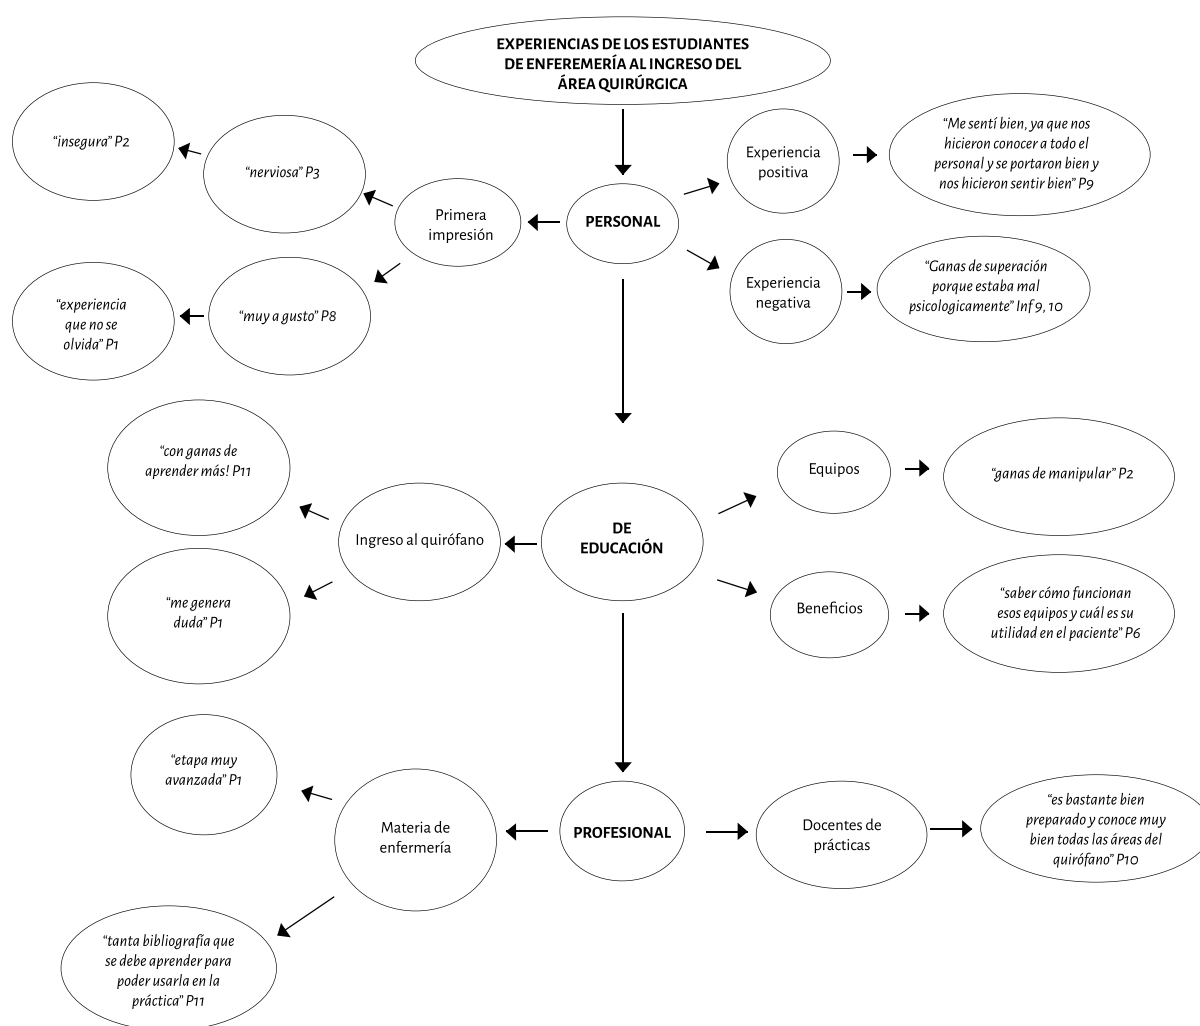 EXPERIENCIAS DE LOS ESTUDIANTES
DE ENFEREMERÍA AL INGRESO DEL
ÁREA QUIRÚRGICA
“insegura” P2
“nerviosa” P3
Primera
impresión
PERSONAL
Experiencia
positiva
“Me sentí bien, ya que nos
hicieron conocer a todo el
personal y se portaron bien y
nos hicieron sentir bien” P9
“experiencia
que no se
olvida” P1
“muy a gusto” P8
Experiencia
negativa
“Ganas de superación
porque estaba mal
psicologicamente” Inf 9, 10
“con ganas de
aprender más! P11
“me genera
duda” P1
Ingreso al quirófano
DE
EDUCACIÓN
Equipos
“ganas de manipular” P2
Beneficios
“saber cómo funcionan
esos equipos y cuál es su
utilidad en el paciente” P6
“etapa muy
avanzada” P1
Materia de
enfermería
PROFESIONAL
Docentes de
prácticas
“es bastante bien
preparado y conoce muy
bien todas las áreas del
quirófano” P10
“tanta bibliografía que
se debe aprender para
poder usarla en la
práctica” P11